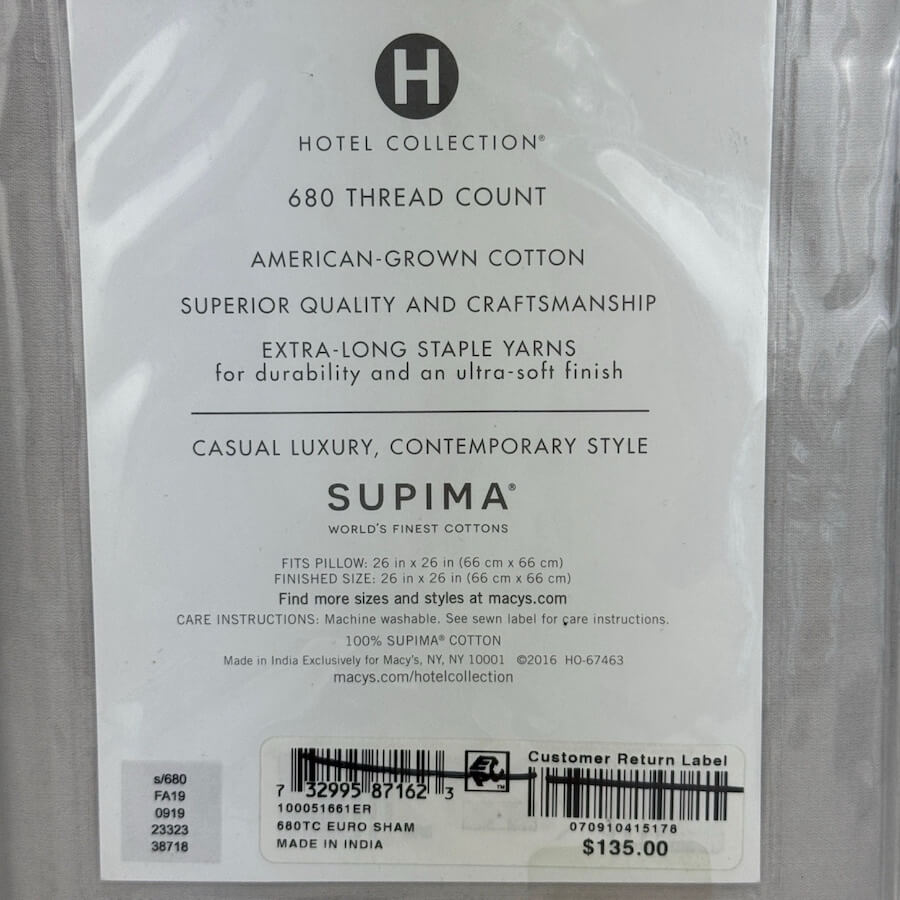 H
HOTEL COLLECTION®
680 THREAD COUNT
AMERICAN-GROWN COTTON
SUPERIOR QUALITY AND CRAFTSMANSHIP
EXTRA-LONG STAPLE YARNS
for durability and an ultra-soft finish
CASUAL LUXURY, CONTEMPORARY STYLE
SUPIMA®
WORLD'S FINEST COTTONS
FITS PILLOW: 26 in x 26 in (66 cm x 66 cm)
FINISHED SIZE: 26 in x 26 in (66 cm x 66 cm)
Find more sizes and styles at macys.com
CARE INSTRUCTIONS: Machine washable. See sewn label for care instructions.
100% SUPIMA® COTTON
Made in India Exclusively for Macy's, NY, NY 10001 ©2016 HO-67463
macys.com/hotelcollection
s/680
FA19
0919
23323
38718
7 32995 87162 3
100051661ER
680TC EURO SHAM
MADE IN INDIA
TM
Customer Return Label
070910415178
$135.00